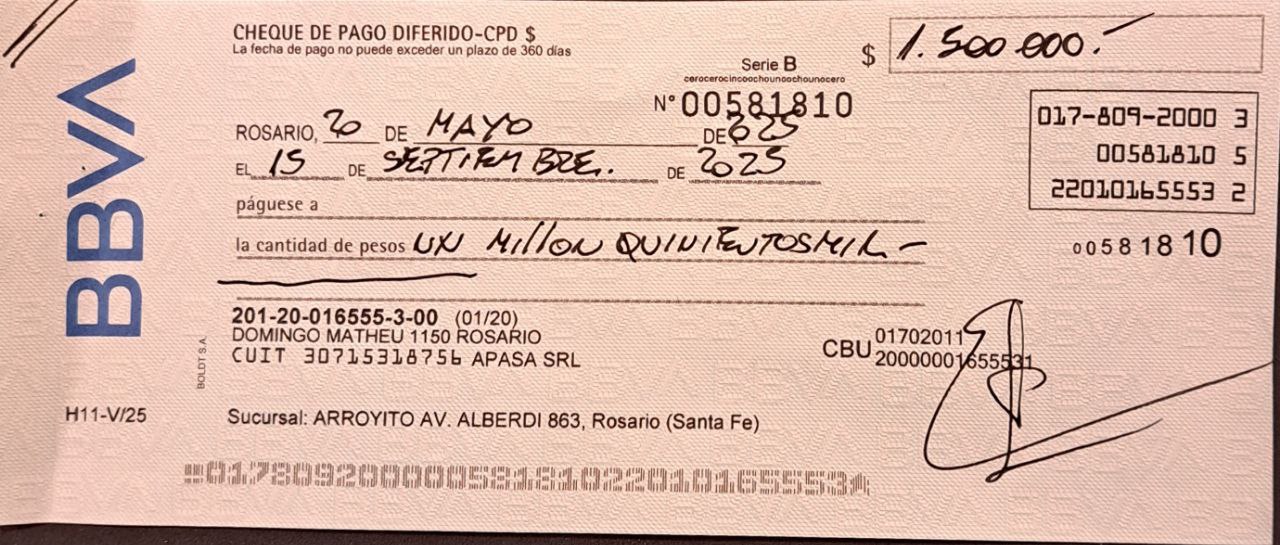 BBVA
CHEQUE DE PAGO DIFERIDO-CPD $
La fecha de pago no puede exceder un plazo de 360 días
$ 1.500.000.-
Serie B
cerocerocincoochounoochounocero
N° 00581810
ROSARIO, 20 DE MAYO DE 2025
EL 15 DE SEPTIEMBRE. DE 2025
017-809-2000 3
00581810 5
22010165553 2
páguese a
la cantidad de pesos UN MILLON QUINIENTOS MIL -
00581810
201-20-016555-3-00 (01/20)
DOMINGO MATHEU 1150 ROSARIO
CUIT 30715318756 APASA SRL
CBU 01702011
20000001655531
BOLDT S.A.
H11-V/25
Sucursal: ARROYITO AV. ALBERDI 863, Rosario (Santa Fe)
01780920000058181022010165553